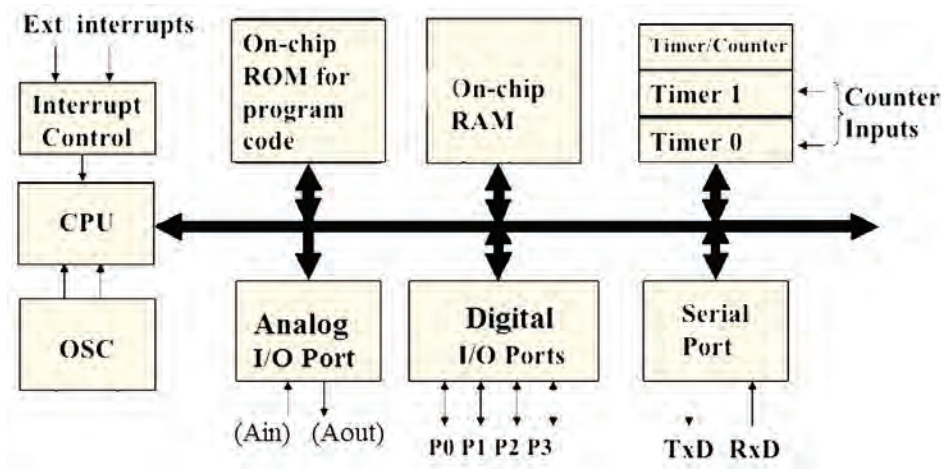 Ext interrupts
Interrupt
Control
CPU
OSC
On-chip
ROM for
program
code
On-chip
RAM
Timer/Counter
Timer 1
Timer 0
Counter
Inputs
Analog
I/O Port
(Ain) (Aout)
Digital
I/O Ports
P0 P1 P2 P3
Serial
Port
TxD RxD